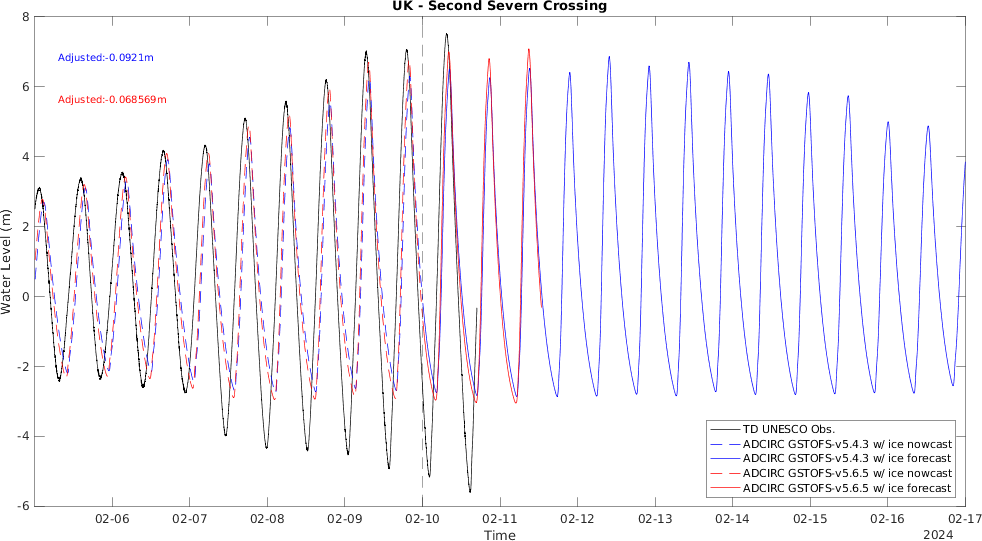 UK - Second Severn Crossing
Adjusted:-0.0921m
Adjusted:-0.068569m
Water Level (m)
8
6
4
2
0
-2
-4
-6
TD UNESCO Obs.
ADCIRC GSTOFS-v5.4.3 w/ ice nowcast
ADCIRC GSTOFS-v5.4.3 w/ ice forecast
ADCIRC GSTOFS-v5.6.5 w/ ice nowcast
ADCIRC GSTOFS-v5.6.5 w/ ice forecast
02-06 02-07 02-08 02-09 02-10 02-11 02-12 02-13 02-14 02-15 02-16 02-17
Time
2024